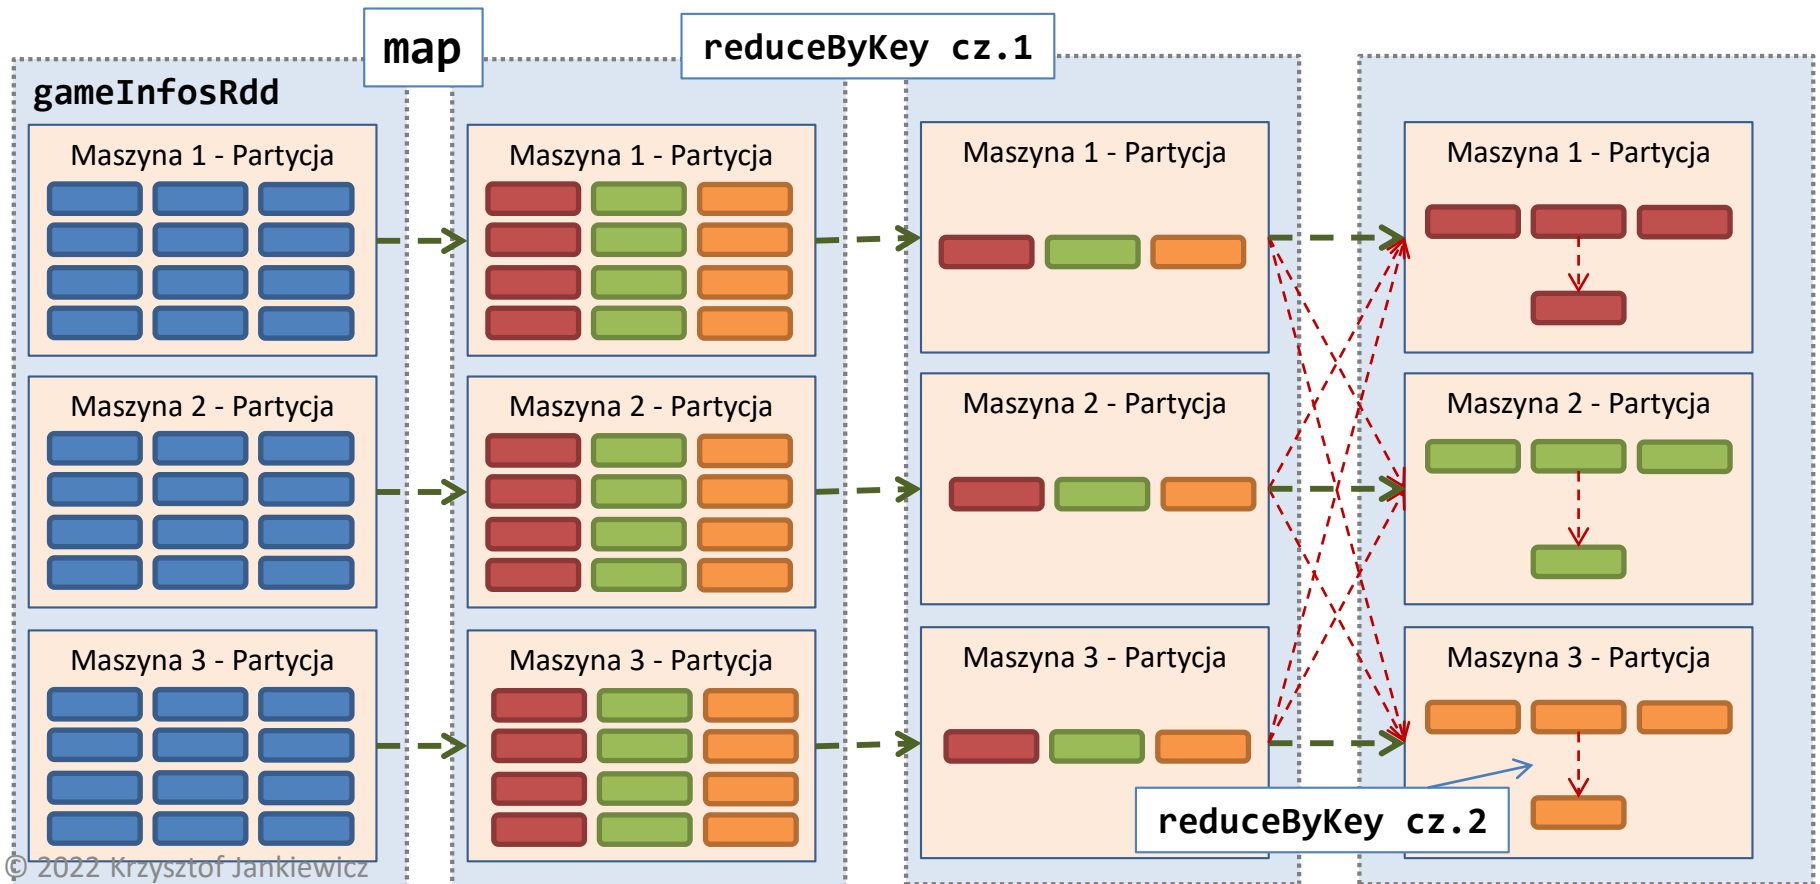 map
reduceByKey cz.1
gameInfosRdd
Maszyna 1 - Partycja
Maszyna 1 - Partycja
Maszyna 1 - Partycja
Maszyna 1 - Partycja
Maszyna 2 - Partycja
Maszyna 2 - Partycja
Maszyna 2 - Partycja
Maszyna 2 - Partycja
Maszyna 3 - Partycja
Maszyna 3 - Partycja
Maszyna 3 - Partycja
Maszyna 3 - Partycja
reduceByKey cz.2
© 2022 Krzysztof Jankiewicz